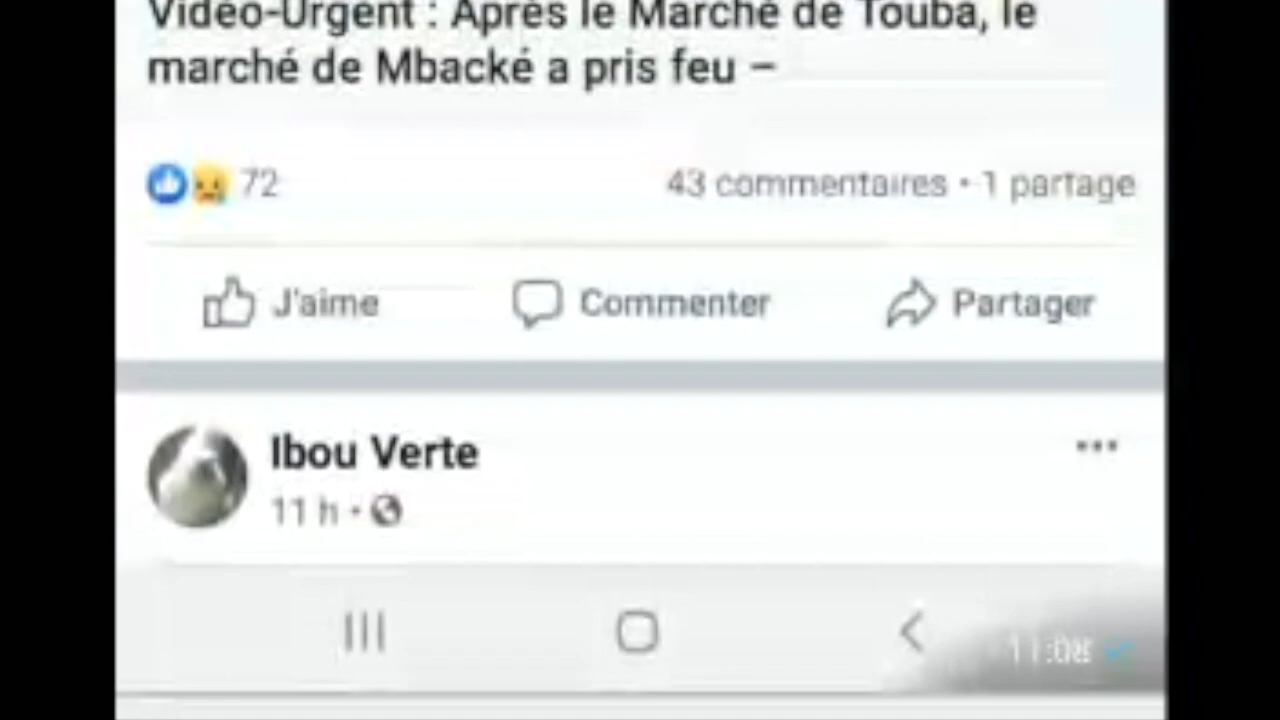 Vidéo-Urgent : Après le Marché de Touba, le
marché de Mbacké a pris feu –
72
43 commentaires • 1 partage
J'aime
Commenter
Partager
Ibou Verte
11 h •
11:08